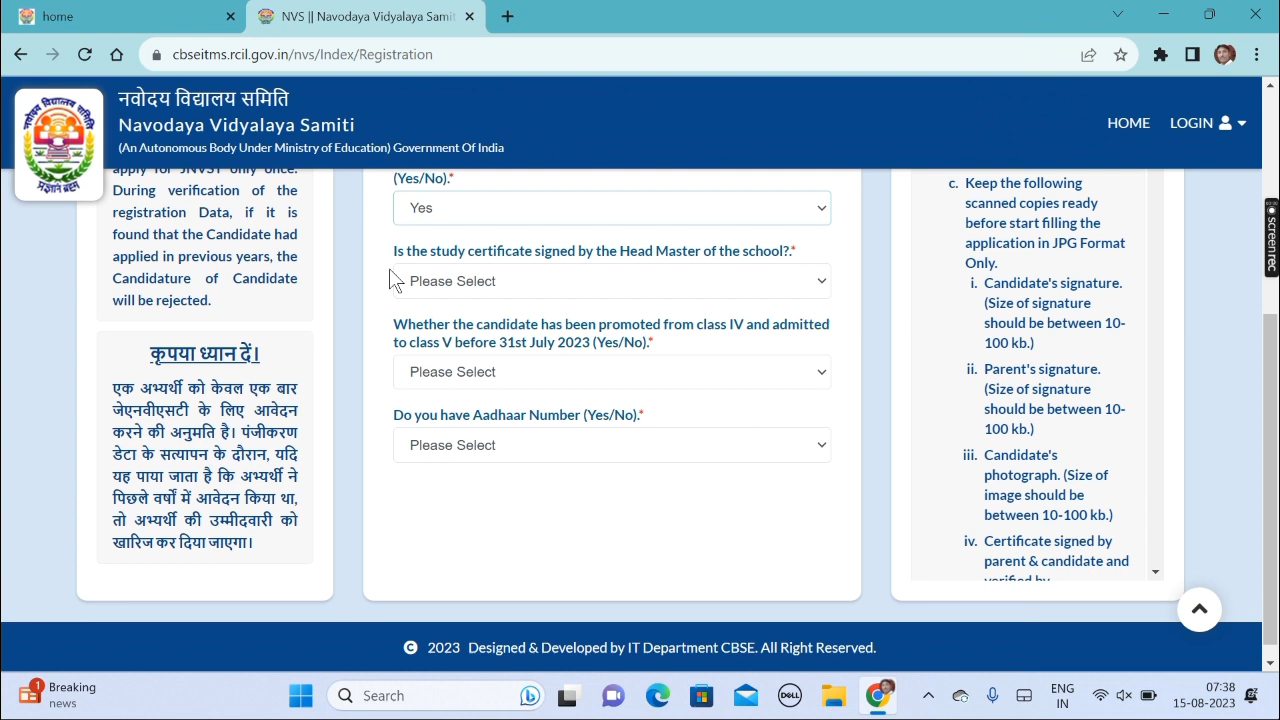 home
NVS || Navodaya Vidyalaya Samit
cbseitms.rcil.gov.in/nvs/Index/Registration
नवोदय विद्यालय समिति
Navodaya Vidyalaya Samiti
(An Autonomous Body Under Ministry of Education) Government Of India
HOME
LOGIN
apply for JNVST only once.
During verification of the
registration Data, if it is
found that the Candidate had
applied in previous years, the
Candidature of Candidate
will be rejected.
कृपया ध्यान दें।
एक अभ्यर्थी को केवल एक बार
जेएनवीएसटी के लिए आवेदन
करने की अनुमति है। पंजीकरण
डेटा के सत्यापन के दौरान, यदि
यह पाया जाता है कि अभ्यर्थी ने
पिछले वर्षों में आवेदन किया था,
तो अभ्यर्थी की उम्मीदवारी को
खारिज कर दिया जाएगा।
(Yes/No).*
Yes
Is the study certificate signed by the Head Master of the school?.*
Please Select
Whether the candidate has been promoted from class IV and admitted
to class V before 31st July 2023 (Yes/No).*
Please Select
Do you have Aadhaar Number (Yes/No).*
Please Select
c. Keep the following
scanned copies ready
before start filling the
application in JPG Format
Only.
i. Candidate's signature.
(Size of signature
should be between 10-
100 kb.)
ii. Parent's signature.
(Size of signature
should be between 10-
100 kb.)
iii. Candidate's
photograph. (Size of
image should be
between 10-100 kb.)
iv. Certificate signed by
parent & candidate and
verified by
screenrec
© 2023 Designed & Developed by IT Department CBSE. All Right Reserved.
1
Breaking
news
Search
DELL
ENG
IN
07:38
15-08-2023